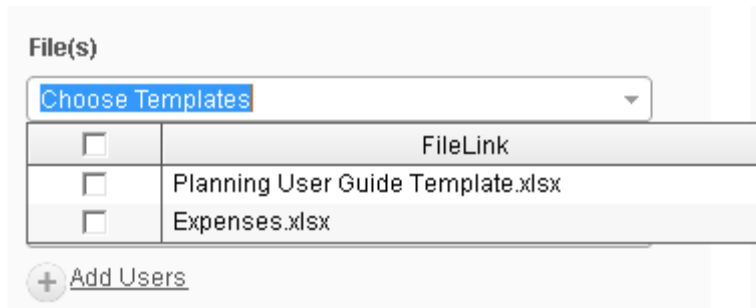 File(s)
Choose Templates
FileLink
Planning User Guide Template.xlsx
Expenses.xlsx
Add Users